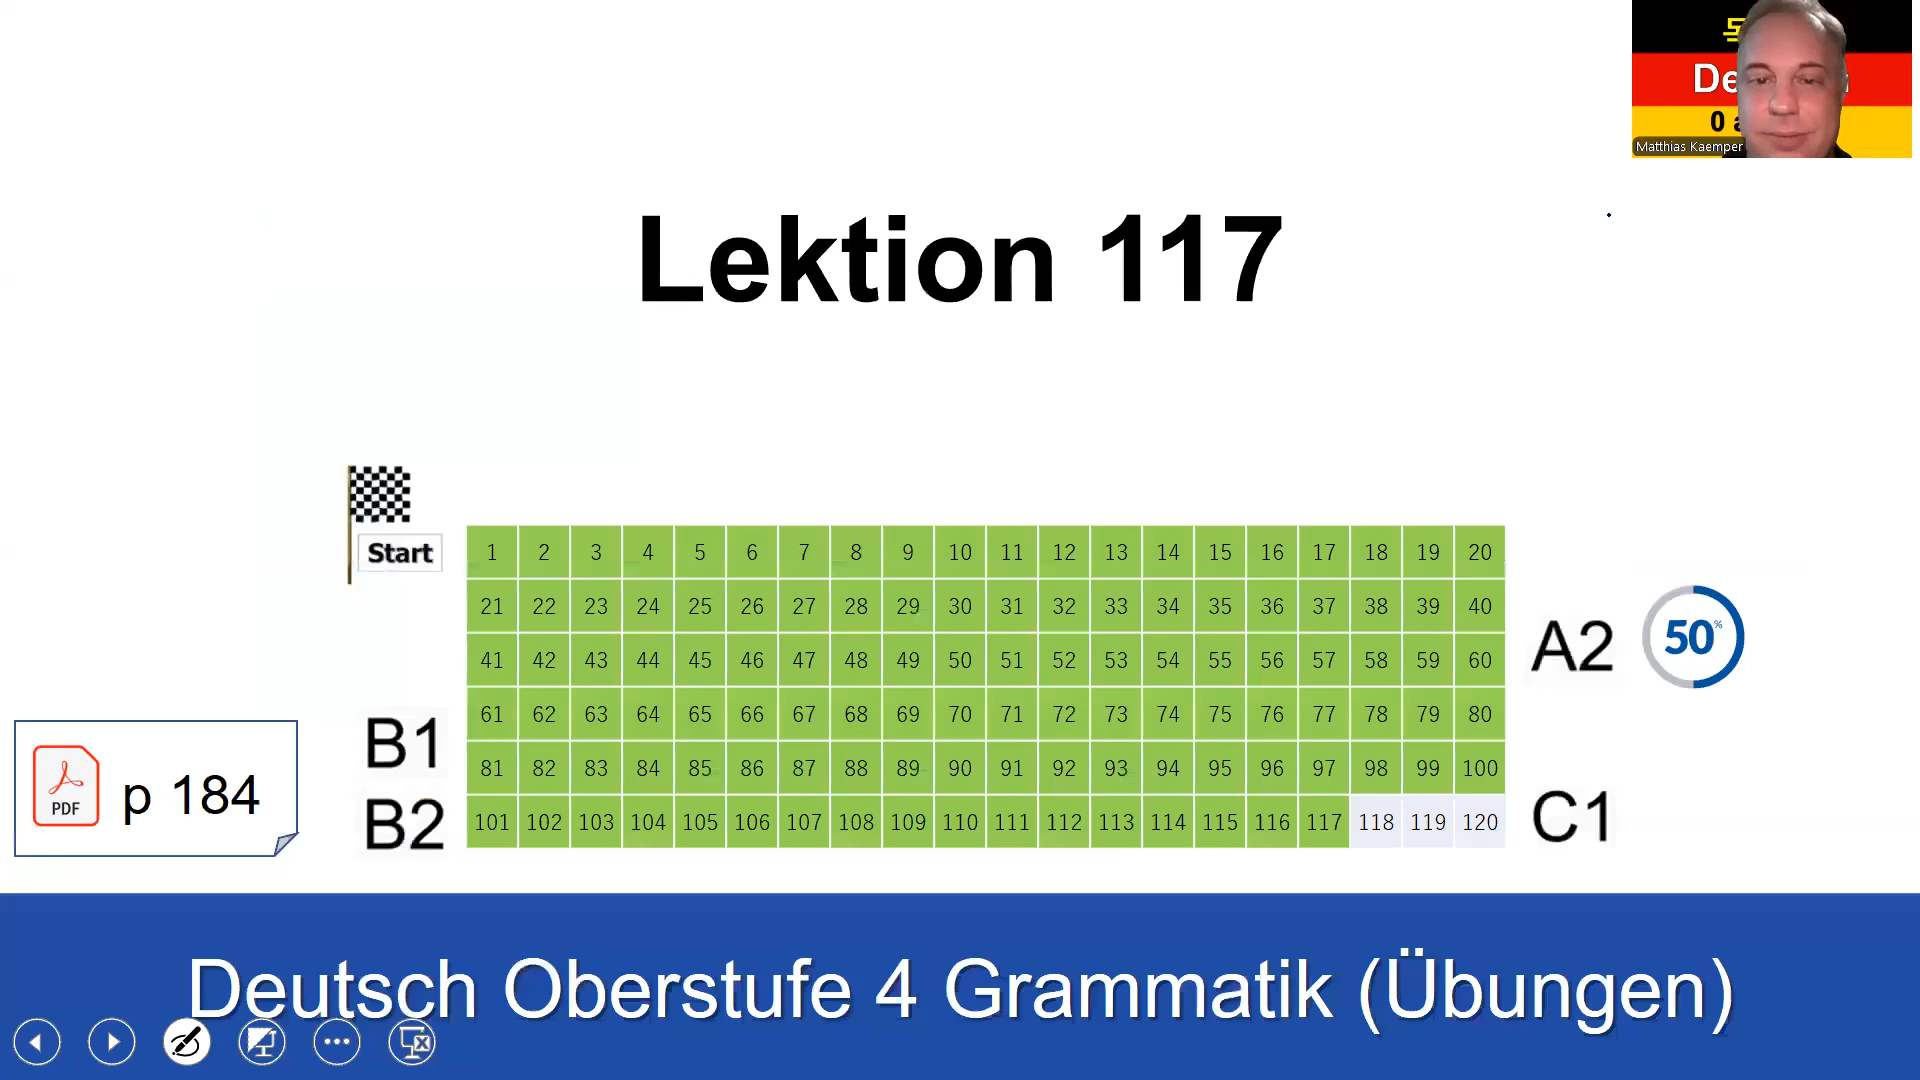 Matthias Kaemper
Lektion 117
Start
1 2 3 4 5 6 7 8 9 10 11 12 13 14 15 16 17 18 19 20
21 22 23 24 25 26 27 28 29 30 31 32 33 34 35 36 37 38 39 40
41 42 43 44 45 46 47 48 49 50 51 52 53 54 55 56 57 58 59 60
A2
50%
61 62 63 64 65 66 67 68 69 70 71 72 73 74 75 76 77 78 79 80
B1
81 82 83 84 85 86 87 88 89 90 91 92 93 94 95 96 97 98 99 100
PDF
p 184
B2
101 102 103 104 105 106 107 108 109 110 111 112 113 114 115 116 117 118 119 120
C1
Deutsch Oberstufe 4 Grammatik (Übungen)